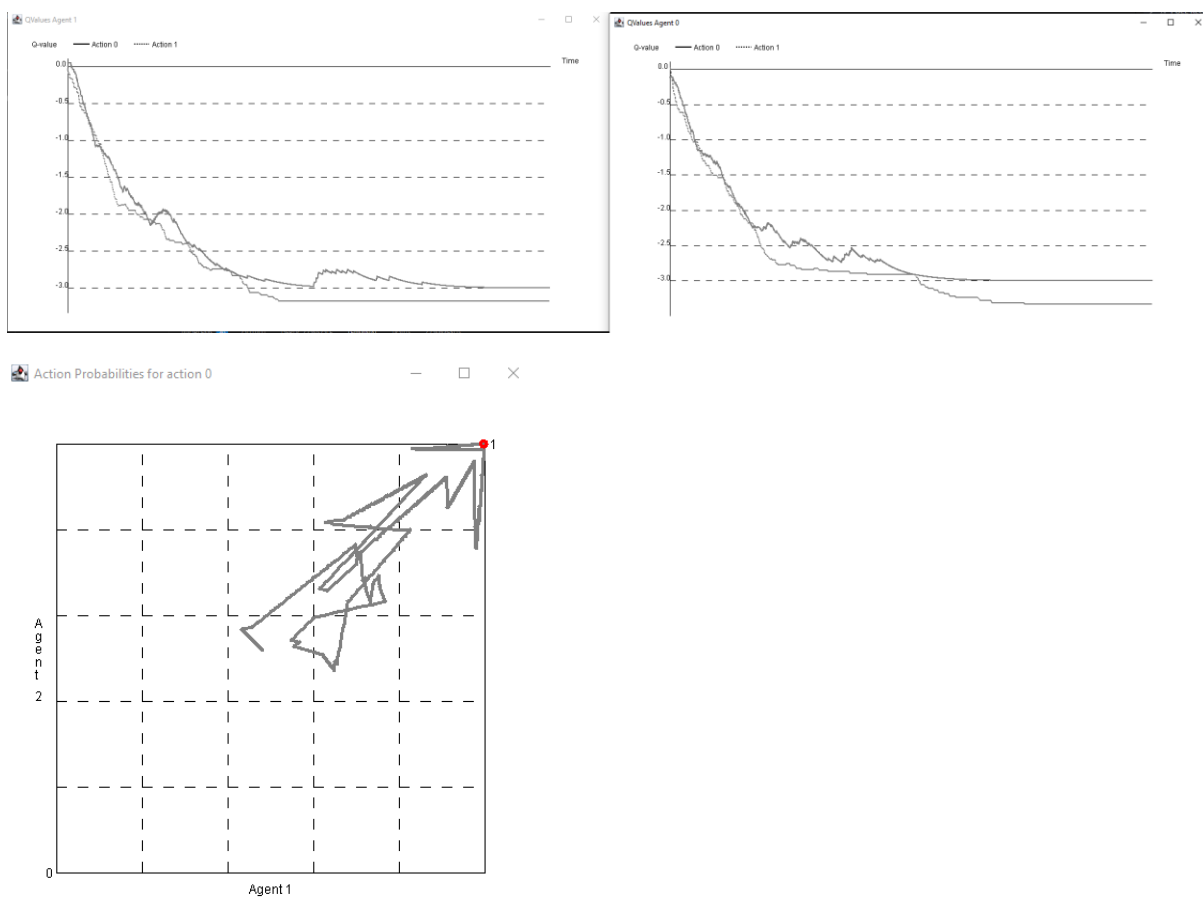 QValues Agent 1
Q-value Action 0 Action 1
0.0
Time
-0.5
-1.0
-1.5
-2.0
-2.5
-3.0
QValues Agent 0
Q-value Action 0 Action 1
0.0
Time
-0.5
-1.0
-1.5
-2.0
-2.5
-3.0
Action Probabilities for action 0
1
Agent 2
0
Agent 1